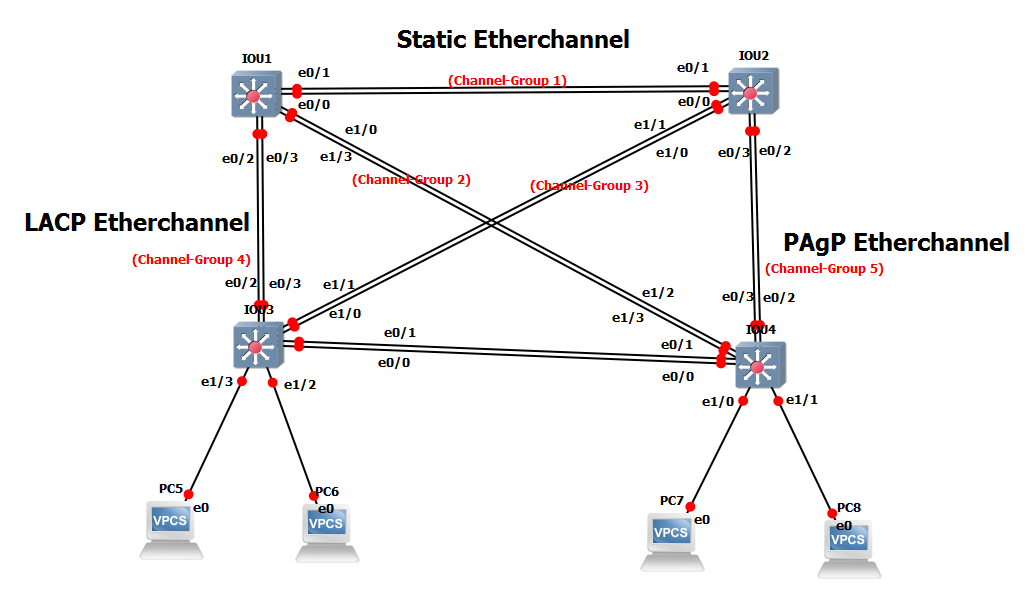 Static Etherchannel
IOU1
IOU2
e0/1
(Channel-Group 1)
e0/1
e0/0
e0/0
e1/0
e1/1
e0/2
e0/3
e1/3
e1/0
e0/3
e0/2
(Channel-Group 2)
(Channel-Group 3)
LACP Etherchannel
PAgP Etherchannel
(Channel-Group 4)
(Channel-Group 5)
e0/2
e0/3
e1/1
e1/2
e0/3
e0/2
IOU3
e1/0
e1/3
IOU4
e0/1
e0/1
e0/0
e0/0
e1/3
e1/2
e1/0
e1/1
PC5
e0
PC6
e0
PC7
e0
PC8
e0
VPCS
VPCS
VPCS
VPCS